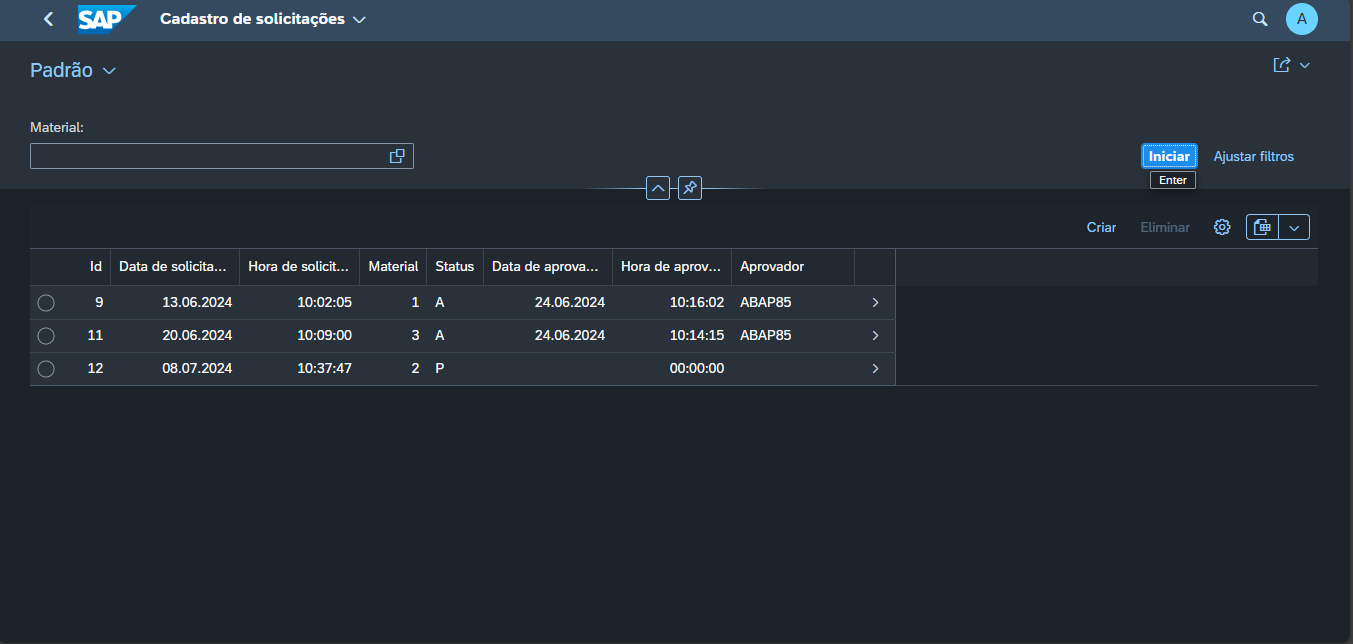 SAP Cadastro de solicitações A
Padrão
Material:
Iniciar Ajustar filtros
Enter
Criar Eliminar
Id Data de solicita... Hora de solicit... Material Status Data de aprova... Hora de aprov... Aprovador
9 13.06.2024 10:02:05 1 A 24.06.2024 10:16:02 ABAP85
11 20.06.2024 10:09:00 3 A 24.06.2024 10:14:15 ABAP85
12 08.07.2024 10:37:47 2 P 00:00:00